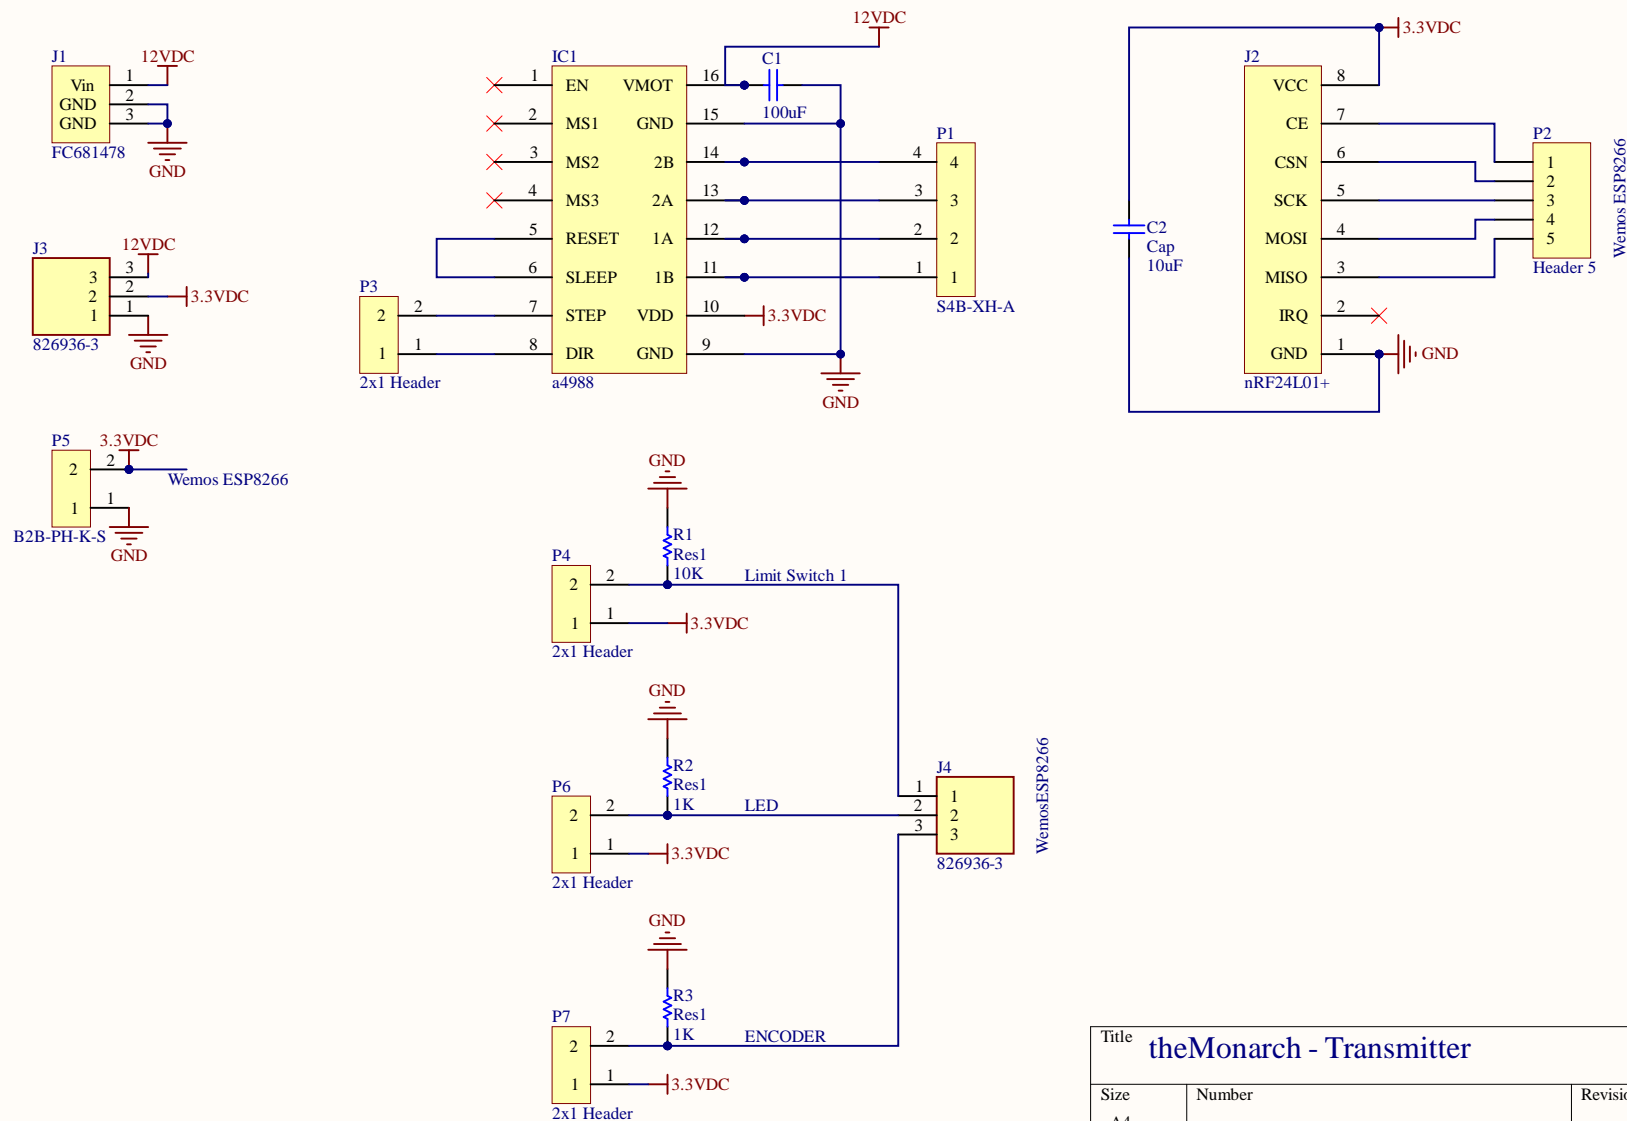 J1
12VDC
Vin 1
GND 2
GND 3
FC681478
GND
J3
12VDC
3 3
2 2 3.3VDC
1 1
826936-3
GND
P5
3.3VDC
2 2
Wemos ESP8266
1 1
B2B-PH-K-S
GND
P3
2 2
1 1
2x1 Header
IC1
12VDC
1 EN VMOT 16
C1
100uF
2 MS1 GND 15
3 MS2 2B 14
4 MS3 2A 13
5 RESET 1A 12
6 SLEEP 1B 11
7 STEP VDD 10 3.3VDC
8 DIR GND 9
a4988
GND
P1
4 4
3 3
2 2
1 1
S4B-XH-A
3.3VDC
C2
Cap
10uF
J2
VCC 8
CE 7
CSN 6
SCK 5
MOSI 4
MISO 3
IRQ 2
GND 1 GND
nRF24L01+
P2
1
2
3
4
5
Header 5
Wemos ESP8266
GND
R1
Res1
10K
P4
2 2
Limit Switch 1
1 1 3.3VDC
2x1 Header
GND
R2
Res1
1K
P6
2 2
LED
1 1 3.3VDC
2x1 Header
GND
R3
Res1
1K
P7
2 2
ENCODER
1 1 3.3VDC
2x1 Header
J4
1 1
2 2
3 3
826936-3
WemosESP8266
Title theMonarch - Transmitter
Size Number